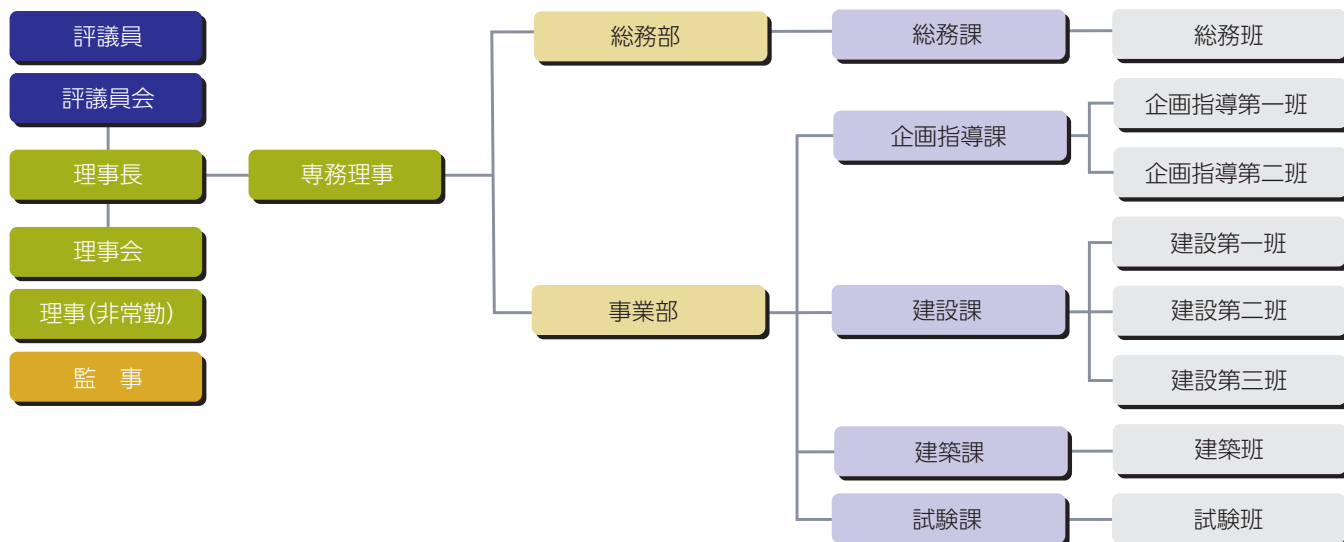 評議員
評議員会
理事長
理事会
理事(非常勤)
監　事
専務理事
総務部
事業部
総務課
企画指導課
建設課
建築課
試験課
総務班
企画指導第一班
企画指導第二班
建設第一班
建設第二班
建設第三班
建築班
試験班